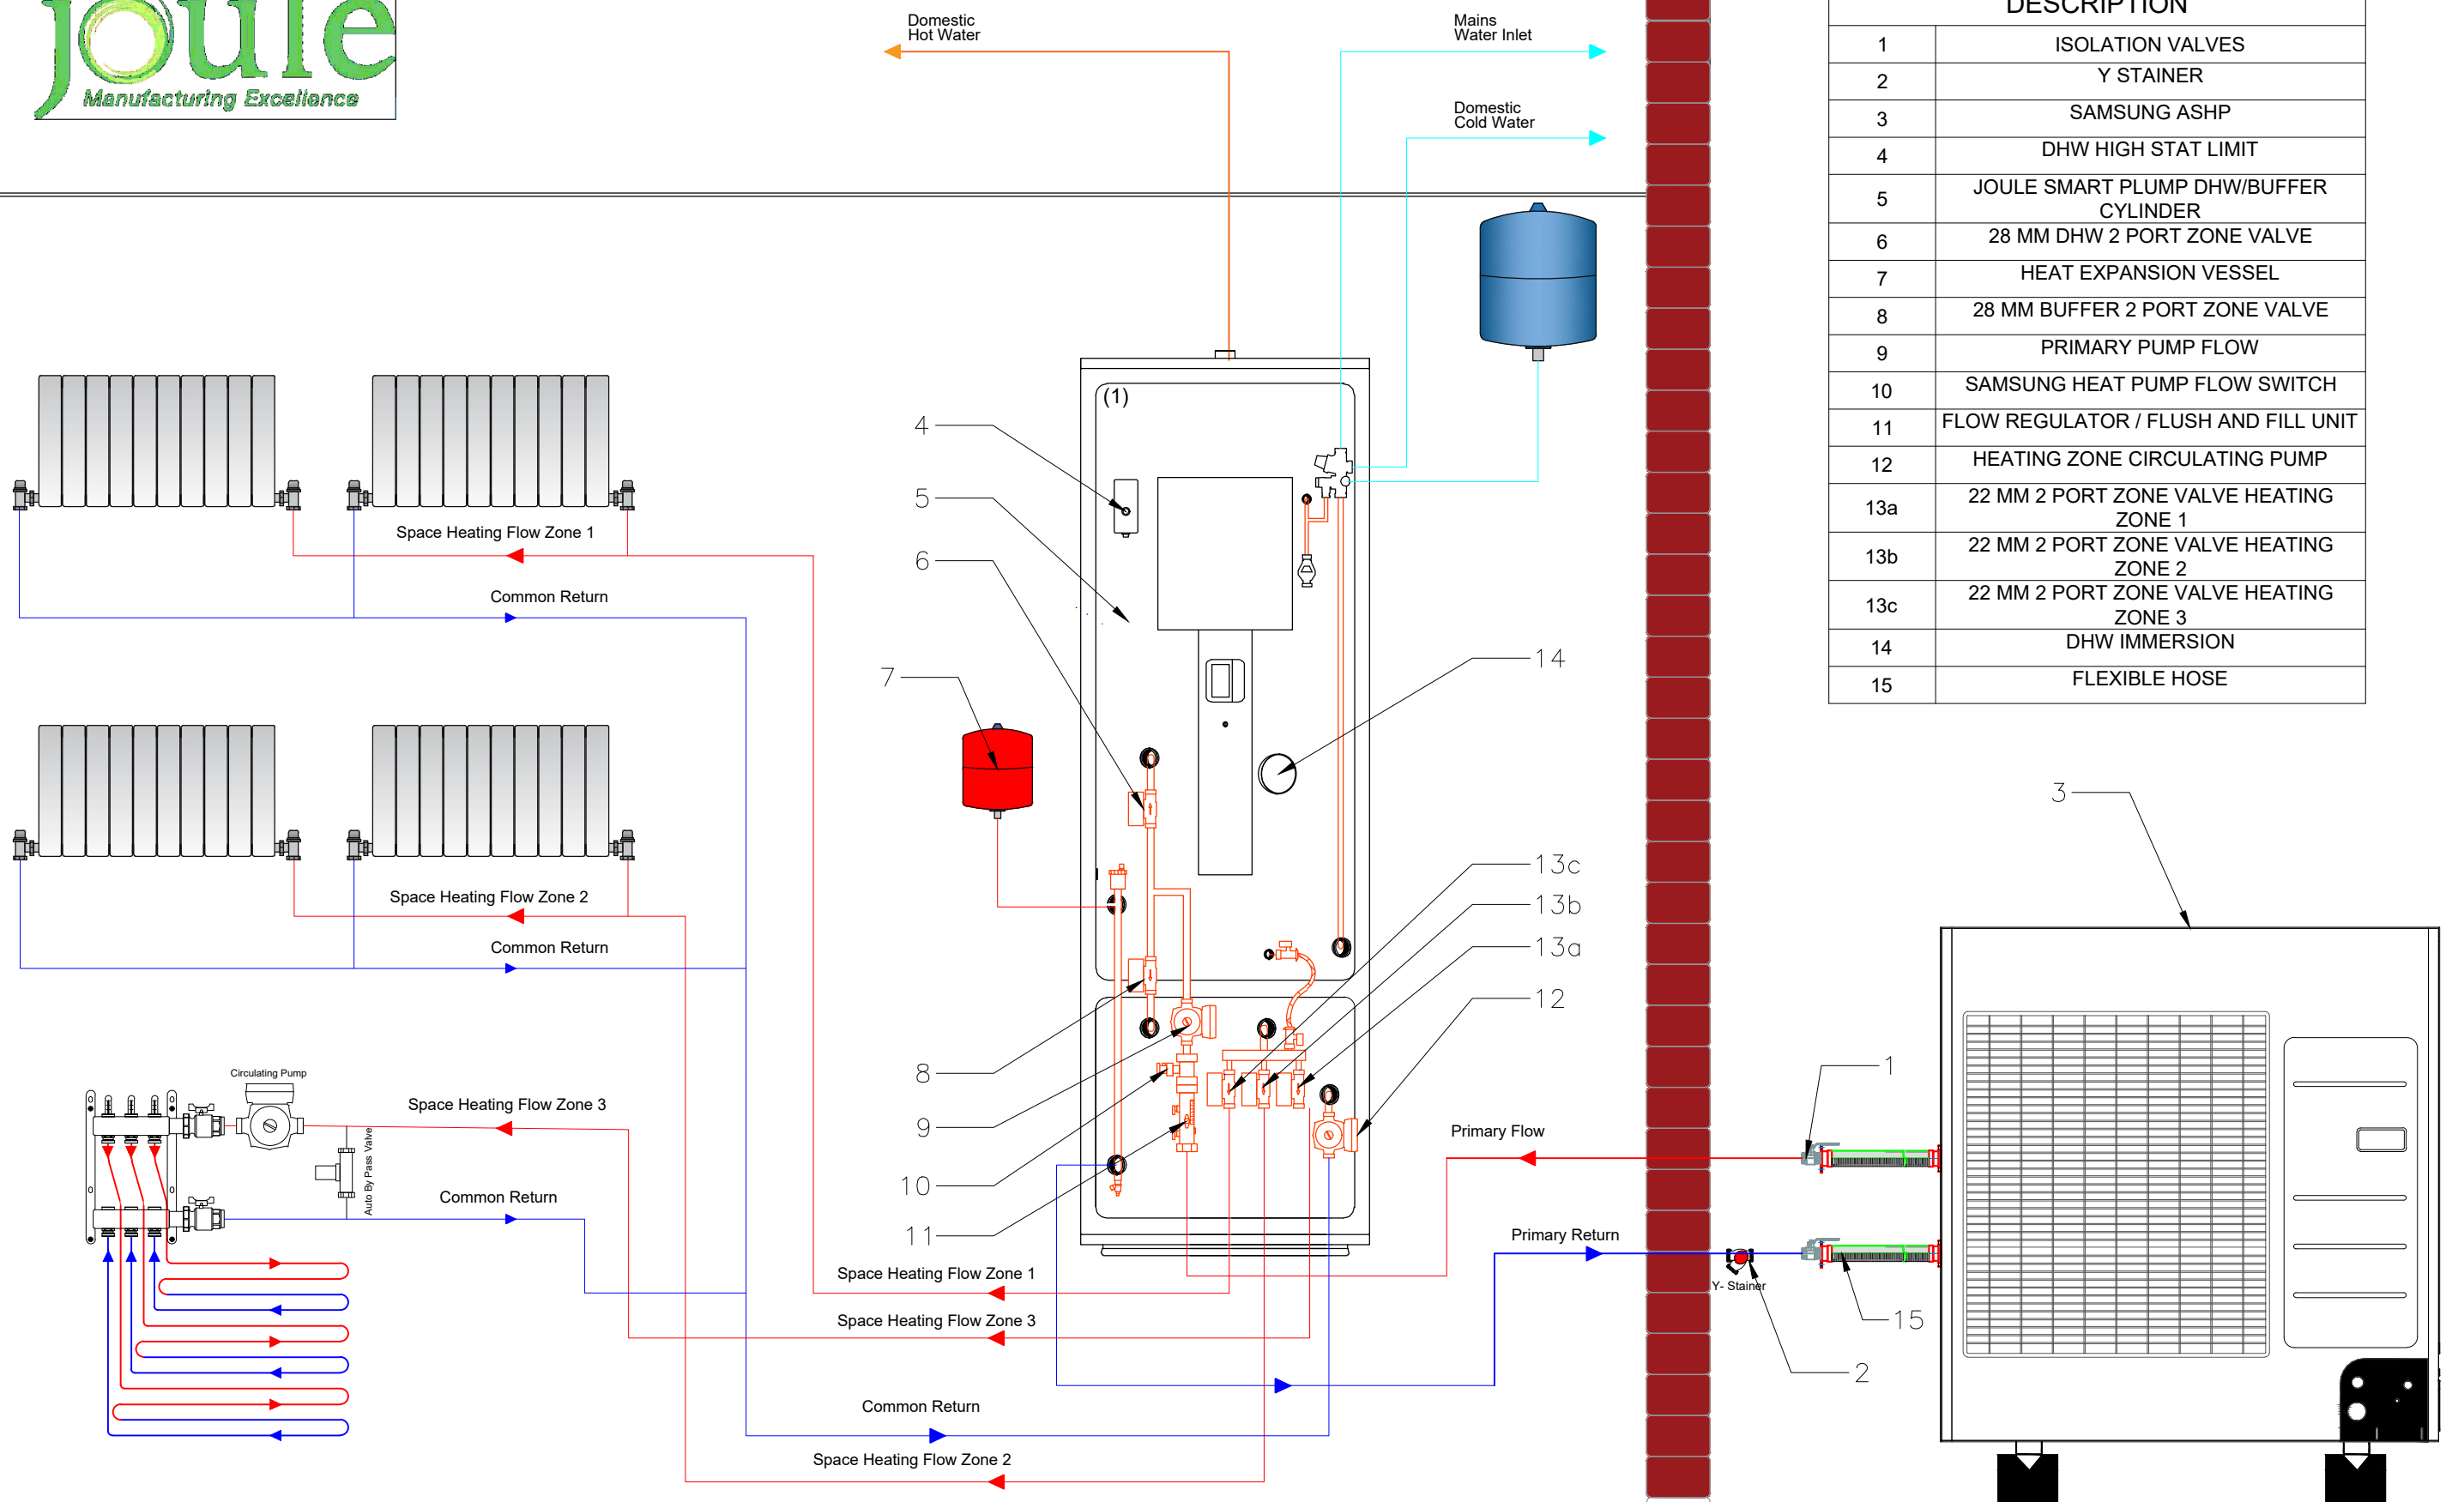 joule
Manufacturing Excellence
Domestic
Hot Water
Mains
Water Inlet
Domestic
Cold Water
DESCRIPTION
1 ISOLATION VALVES
2 Y STAINER
3 SAMSUNG ASHP
4 DHW HIGH STAT LIMIT
5 JOULE SMART PLUMP DHW/BUFFER
CYLINDER
6 28 MM DHW 2 PORT ZONE VALVE
7 HEAT EXPANSION VESSEL
8 28 MM BUFFER 2 PORT ZONE VALVE
9 PRIMARY PUMP FLOW
10 SAMSUNG HEAT PUMP FLOW SWITCH
11 FLOW REGULATOR / FLUSH AND FILL UNIT
12 HEATING ZONE CIRCULATING PUMP
13a 22 MM 2 PORT ZONE VALVE HEATING
ZONE 1
13b 22 MM 2 PORT ZONE VALVE HEATING
ZONE 2
13c 22 MM 2 PORT ZONE VALVE HEATING
ZONE 3
14 DHW IMMERSION
15 FLEXIBLE HOSE
(1)
4
5
6
7
14
Space Heating Flow Zone 1
Common Return
Space Heating Flow Zone 2
Common Return
13c
13b
13a
12
3
8
9
10
11
1
Circulating Pump
Space Heating Flow Zone 3
Auto By Pass Valve
Common Return
Primary Flow
Primary Return
Y- Stainer
15
2
Space Heating Flow Zone 1
Space Heating Flow Zone 3
Common Return
Space Heating Flow Zone 2